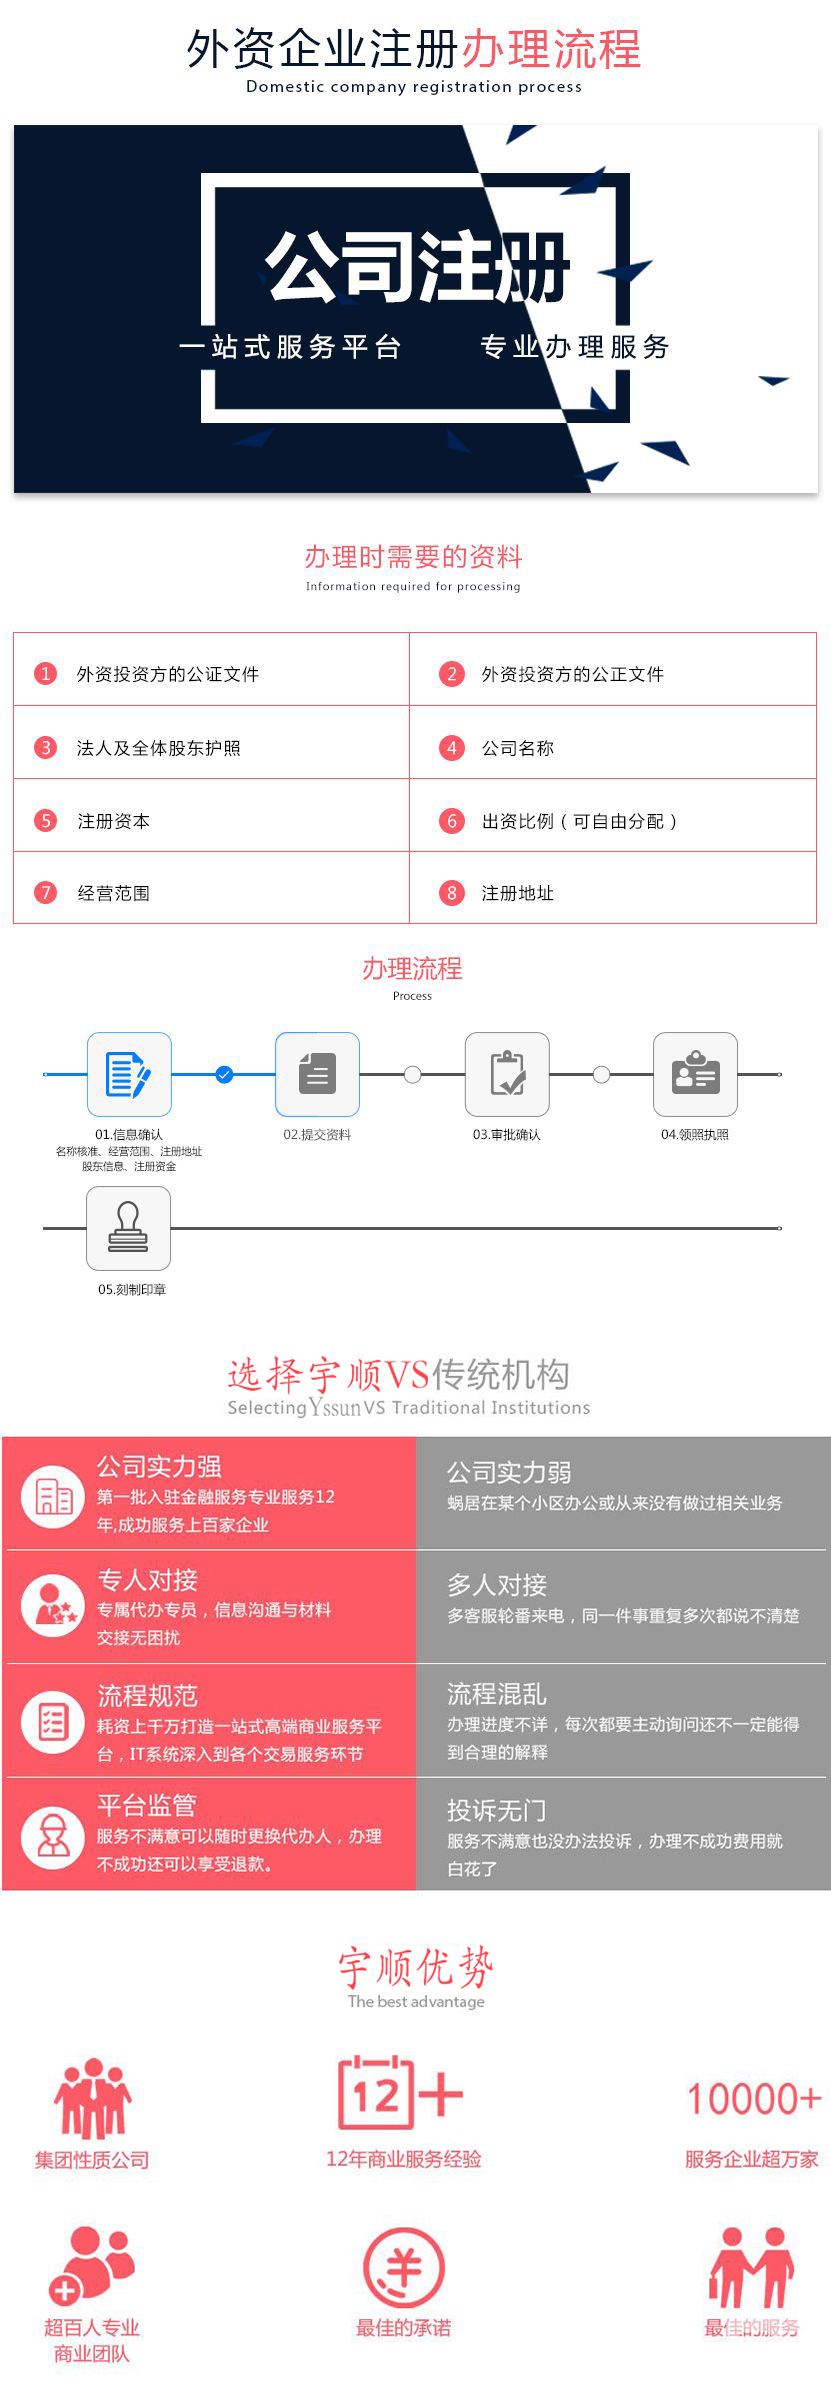 外资企业注册办理流程
Domestic company registration process
公司注册
一站式服务平台 专业办理服务
办理时需要的资料
Information required for processing
1 外资投资方的公证文件
2 外资投资方的公正文件
3 法人及全体股东护照
4 公司名称
5 注册资本
6 出资比例（可自由分配）
7 经营范围
8 注册地址
办理流程
Process
01.信息确认
名称核准、经营范围、注册地址
股东信息、注册资金
02.提交资料
03.审批确认
04.领照执照
05.刻制印章
选择宇顺VS传统机构
Selecting Yssun VS Traditional Institutions
公司实力强
第一批入驻金融服务专业服务12
年,成功服务上百家企业
公司实力弱
蜗居在某个小区办公或从来没有做过相关业务
专人对接
专属代办专员，信息沟通与材料
交接无困扰
多人对接
多客服轮番来电，同一件事重复多次都说不清楚
流程规范
耗资上千万打造一站式高端商业服务平
台，IT系统深入到各个交易服务环节
流程混乱
办理进度不详，每次都要主动询问还不一定能得
到合理的解释
平台监管
服务不满意可以随时更换代办人，办理
不成功还可以享受退款。
投诉无门
服务不满意也没办法投诉，办理不成功费用就
白花了
宇顺优势
The best advantage
集团性质公司
12+
12年商业服务经验
10000+
服务企业超万家
超百人专业
商业团队
最佳的承诺
最佳的服务